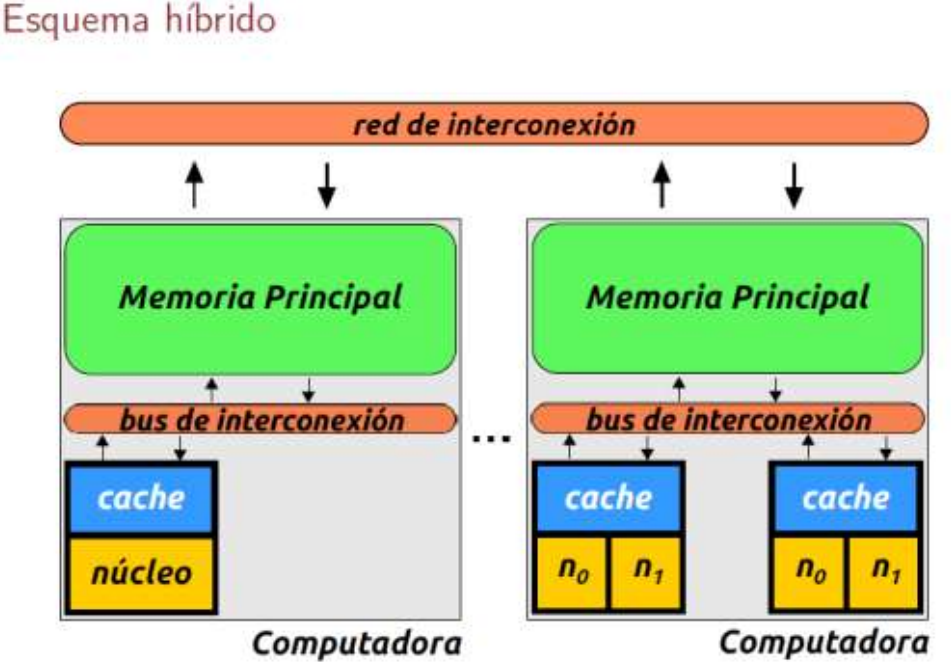 Esquema híbrido
red de interconexión
Memoria Principal
Memoria Principal
bus de interconexión
bus de interconexión
...
cache
cache
cache
núcleo
n₀
n₁
n₀
n₁
Computadora
Computadora